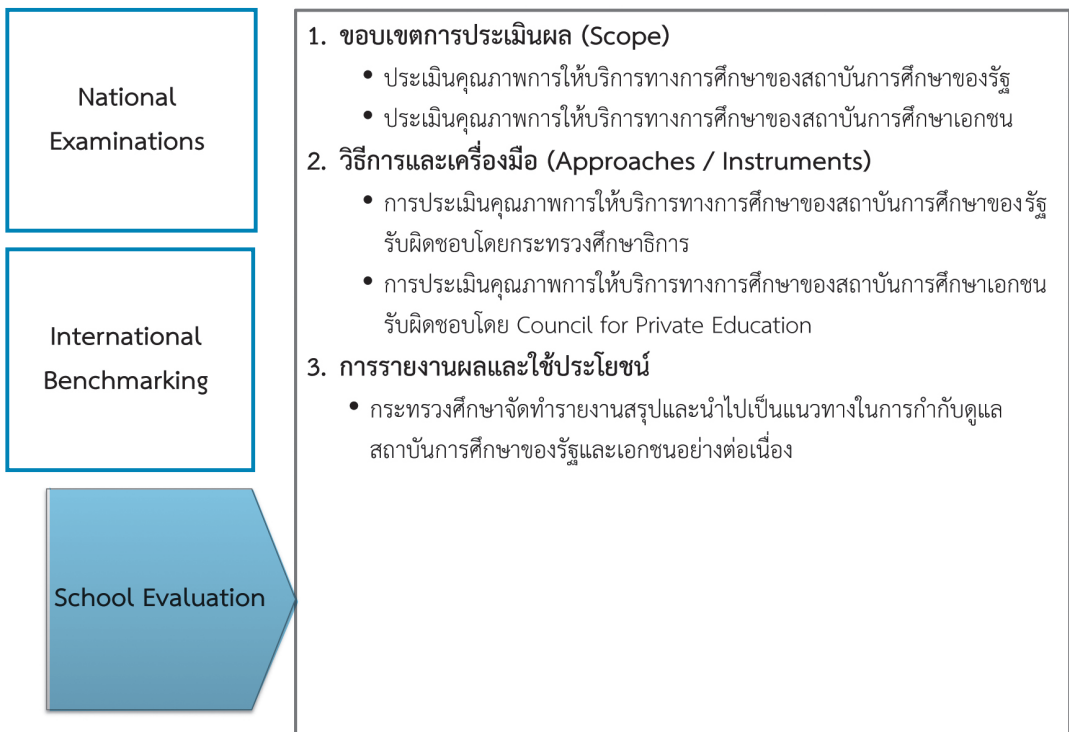 National
Examinations
International
Benchmarking
School Evaluation
1. ขอบเขตการประเมินผล (Scope)
• ประเมินคุณภาพการให้บริการทางการศึกษาของสถาบันการศึกษาของรัฐ
• ประเมินคุณภาพการให้บริการทางการศึกษาของสถาบันการศึกษาเอกชน
2. วิธีการและเครื่องมือ (Approaches / Instruments)
• การประเมินคุณภาพการให้บริการทางการศึกษาของสถาบันการศึกษาของรัฐ
รับผิดชอบโดยกระทรวงศึกษาธิการ
• การประเมินคุณภาพการให้บริการทางการศึกษาของสถาบันการศึกษาเอกชน
รับผิดชอบโดย Council for Private Education
3. การรายงานผลและใช้ประโยชน์
• กระทรวงศึกษาจัดทำรายงานสรุปและนำไปเป็นแนวทางในการกำกับดูแล
สถาบันการศึกษาของรัฐและเอกชนอย่างต่อเนื่อง